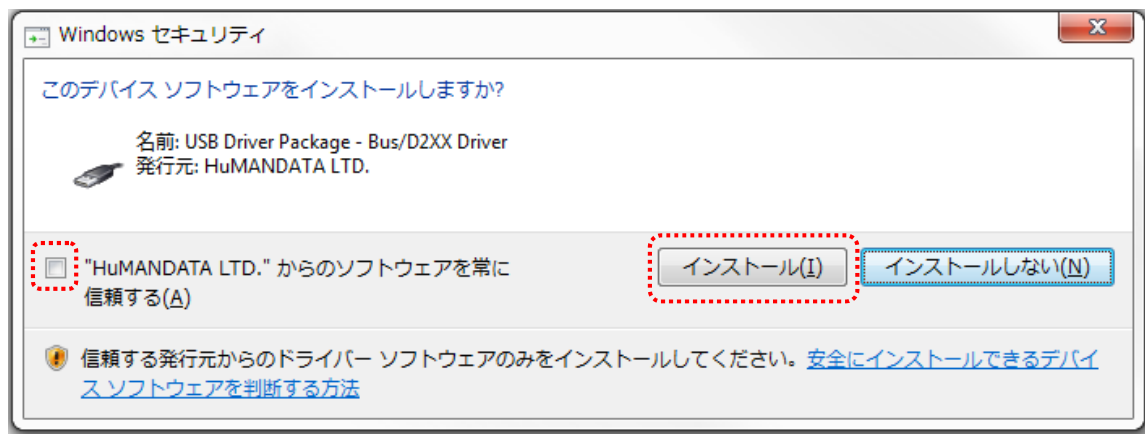 Windows セキュリティ
このデバイス ソフトウェアをインストールしますか?
名前: USB Driver Package - Bus/D2XX Driver
発行元: HuMANDATA LTD.
"HuMANDATA LTD." からのソフトウェアを常に
信頼する(A)
インストール(I)
インストールしない(N)
信頼する発行元からのドライバー ソフトウェアのみをインストールしてください。安全にインストールできるデバイ
ス ソフトウェアを判断する方法